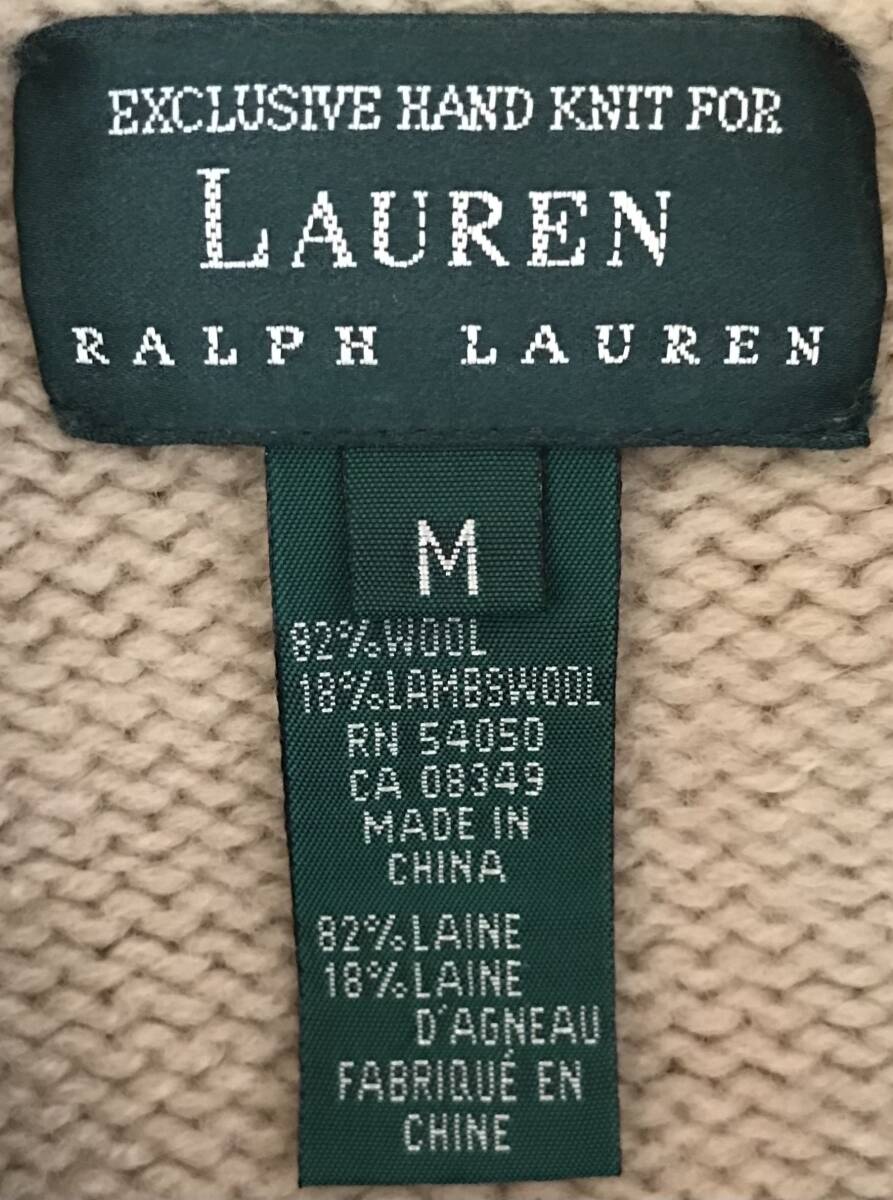 EXCLUSIVE HAND KNIT FOR
LAUREN
RALPH LAUREN
M
82% WOOL
18% LAMBSWOOL
RN 54050
CA 08349
MADE IN
CHINA
82% LAINE
18% LAINE
D'AGNEAU
FABRIQUÉ EN
CHINE